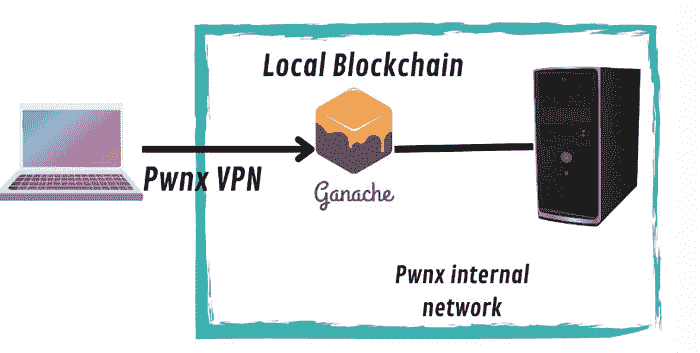 Local Blockchain
Pwnx VPN
Ganache
Pwnx internal
network